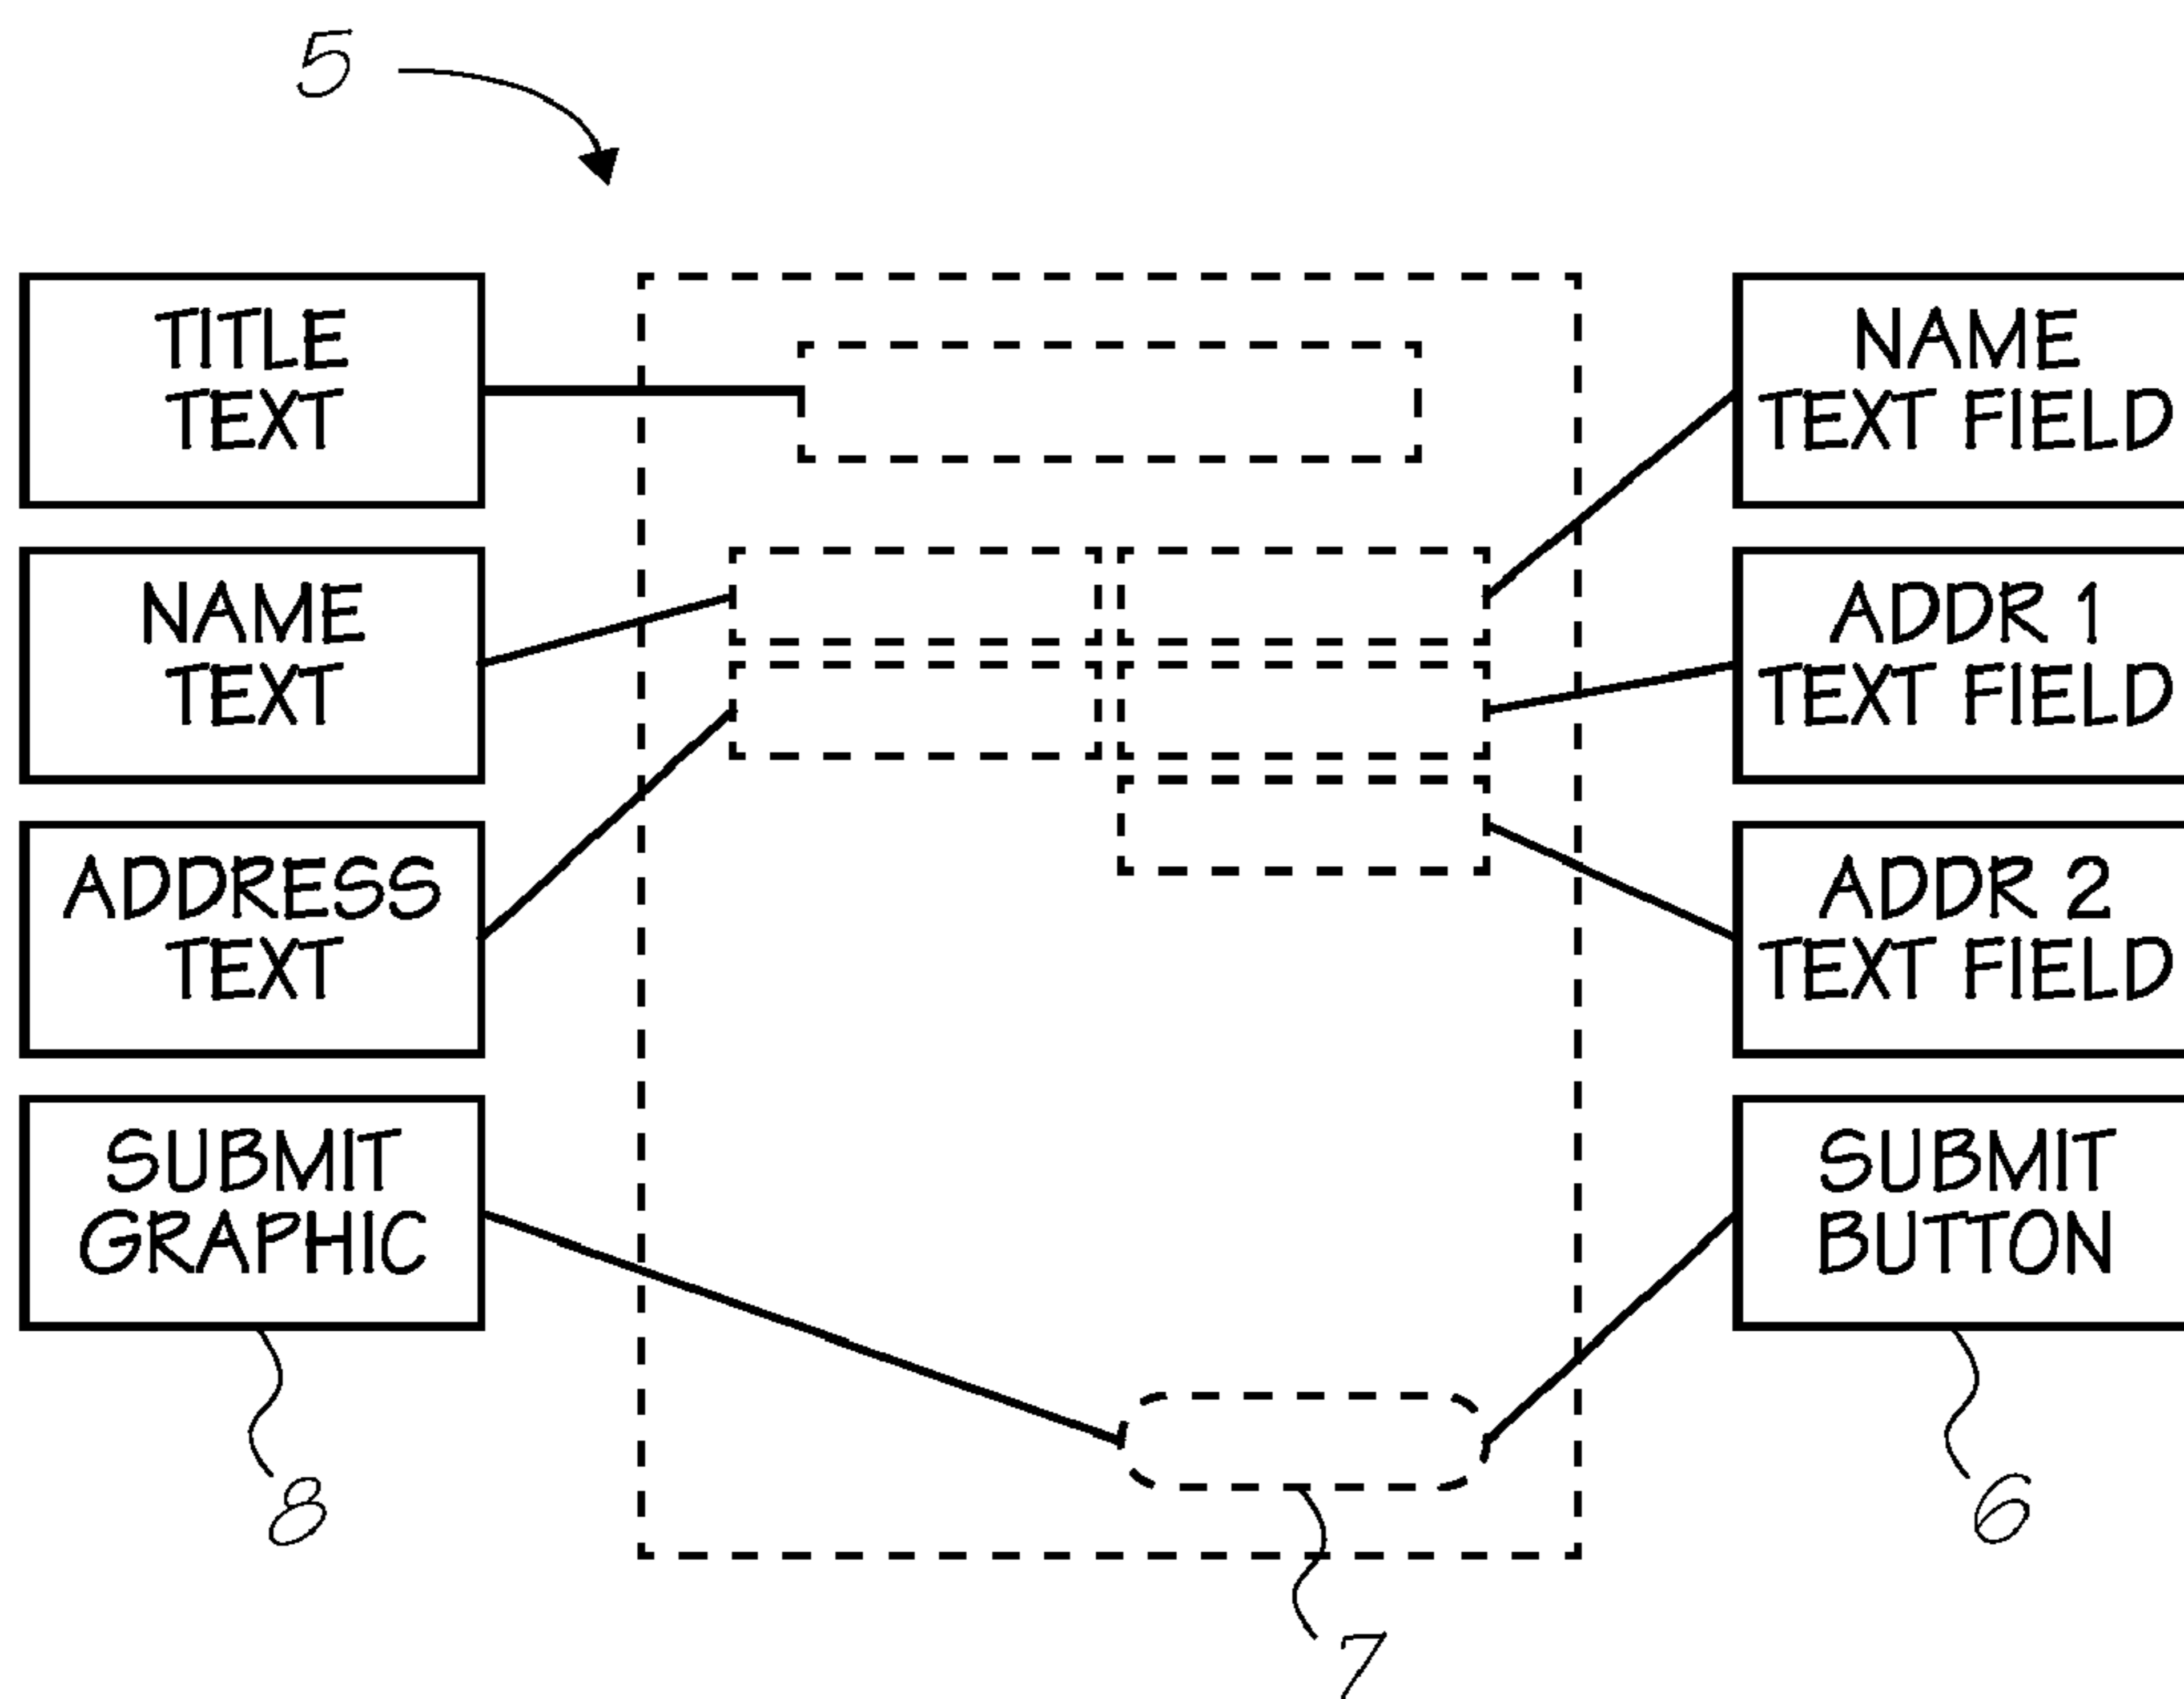 5
TITLE
TEXT
NAME
TEXT FIELD
NAME
TEXT
ADDR 1
TEXT FIELD
ADDRESS
TEXT
ADDR 2
TEXT FIELD
SUBMIT
GRAPHIC
SUBMIT
BUTTON
8
6
7